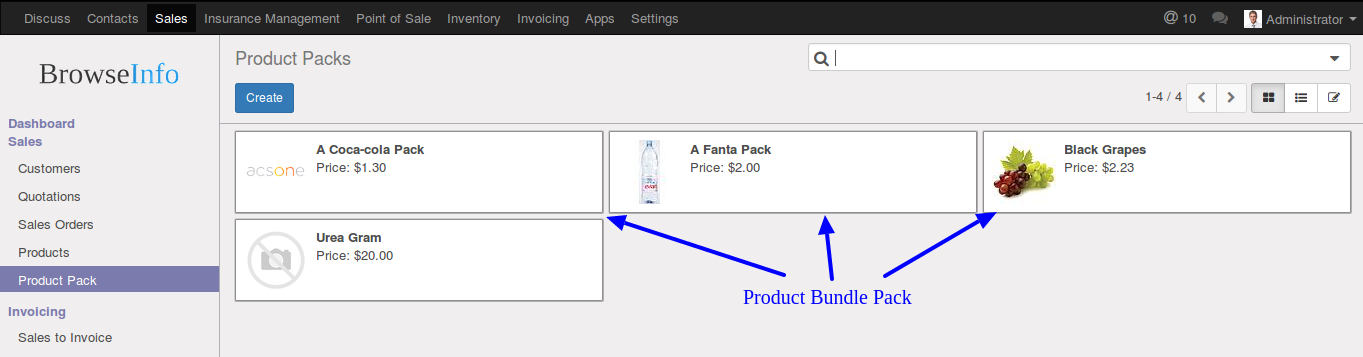 Discuss Contacts Sales Insurance Management Point of Sale Inventory Invoicing Apps Settings @ 10 Administrator
BrowseInfo
Product Packs
Create
1-4 / 4
Dashboard
Sales
Customers
Quotations
Sales Orders
Products
Product Pack
Invoicing
Sales to Invoice
A Coca-cola Pack
Price: $1.30
acsone
A Fanta Pack
Price: $2.00
Black Grapes
Price: $2.23
Urea Gram
Price: $20.00
Product Bundle Pack